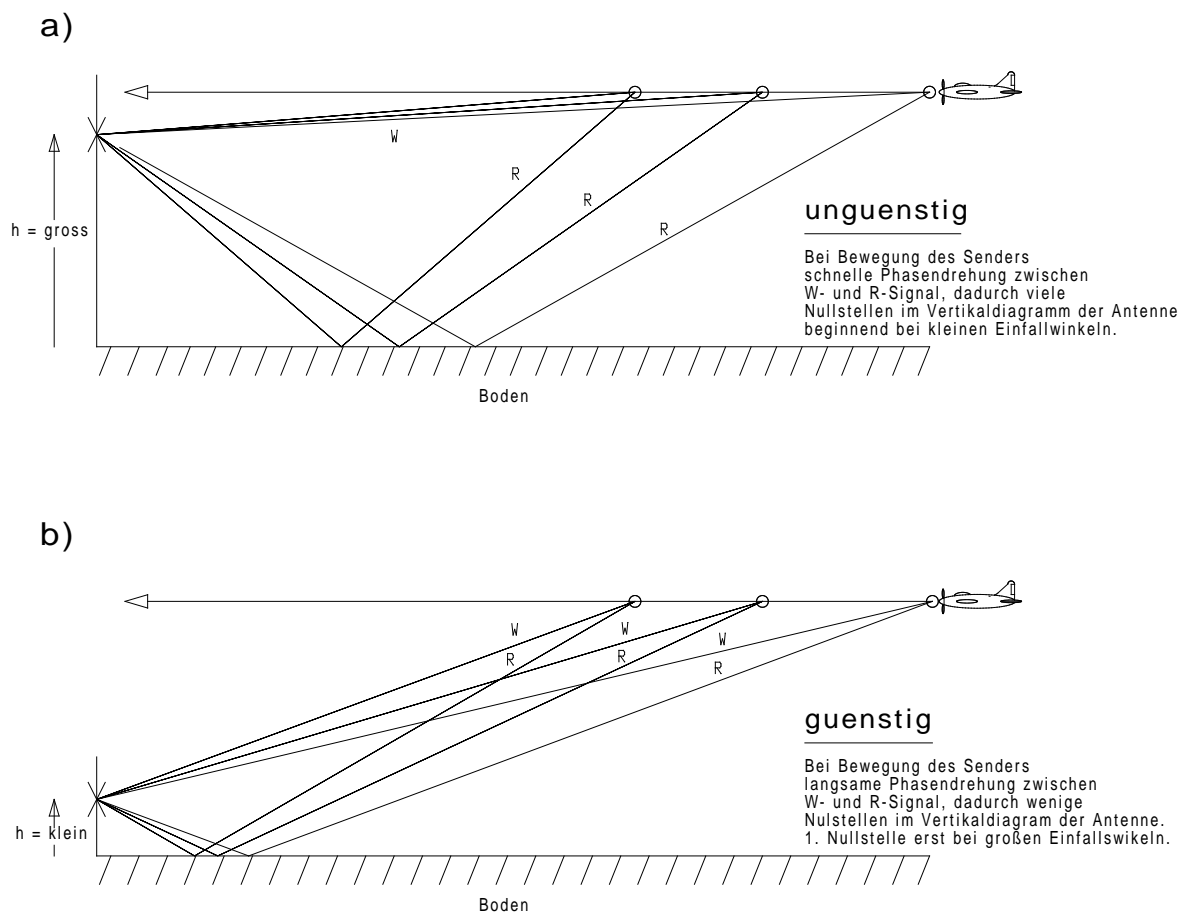 a)
W
R
R
R
h = gross
unguenstig
Bei Bewegung des Senders
schnelle Phasendrehung zwischen
W- und R-Signal, dadurch viele
Nullstellen im Vertikaldiagramm der Antenne
beginnend bei kleinen Einfallwinkeln.
Boden
b)
W
W
W
R
R
R
guenstig
Bei Bewegung des Senders
langsame Phasendrehung zwischen
W- und R-Signal, dadurch wenige
Nulstellen im Vertikaldiagram der Antenne.
1. Nullstelle erst bei großen Einfallswikeln.
h = klein
Boden